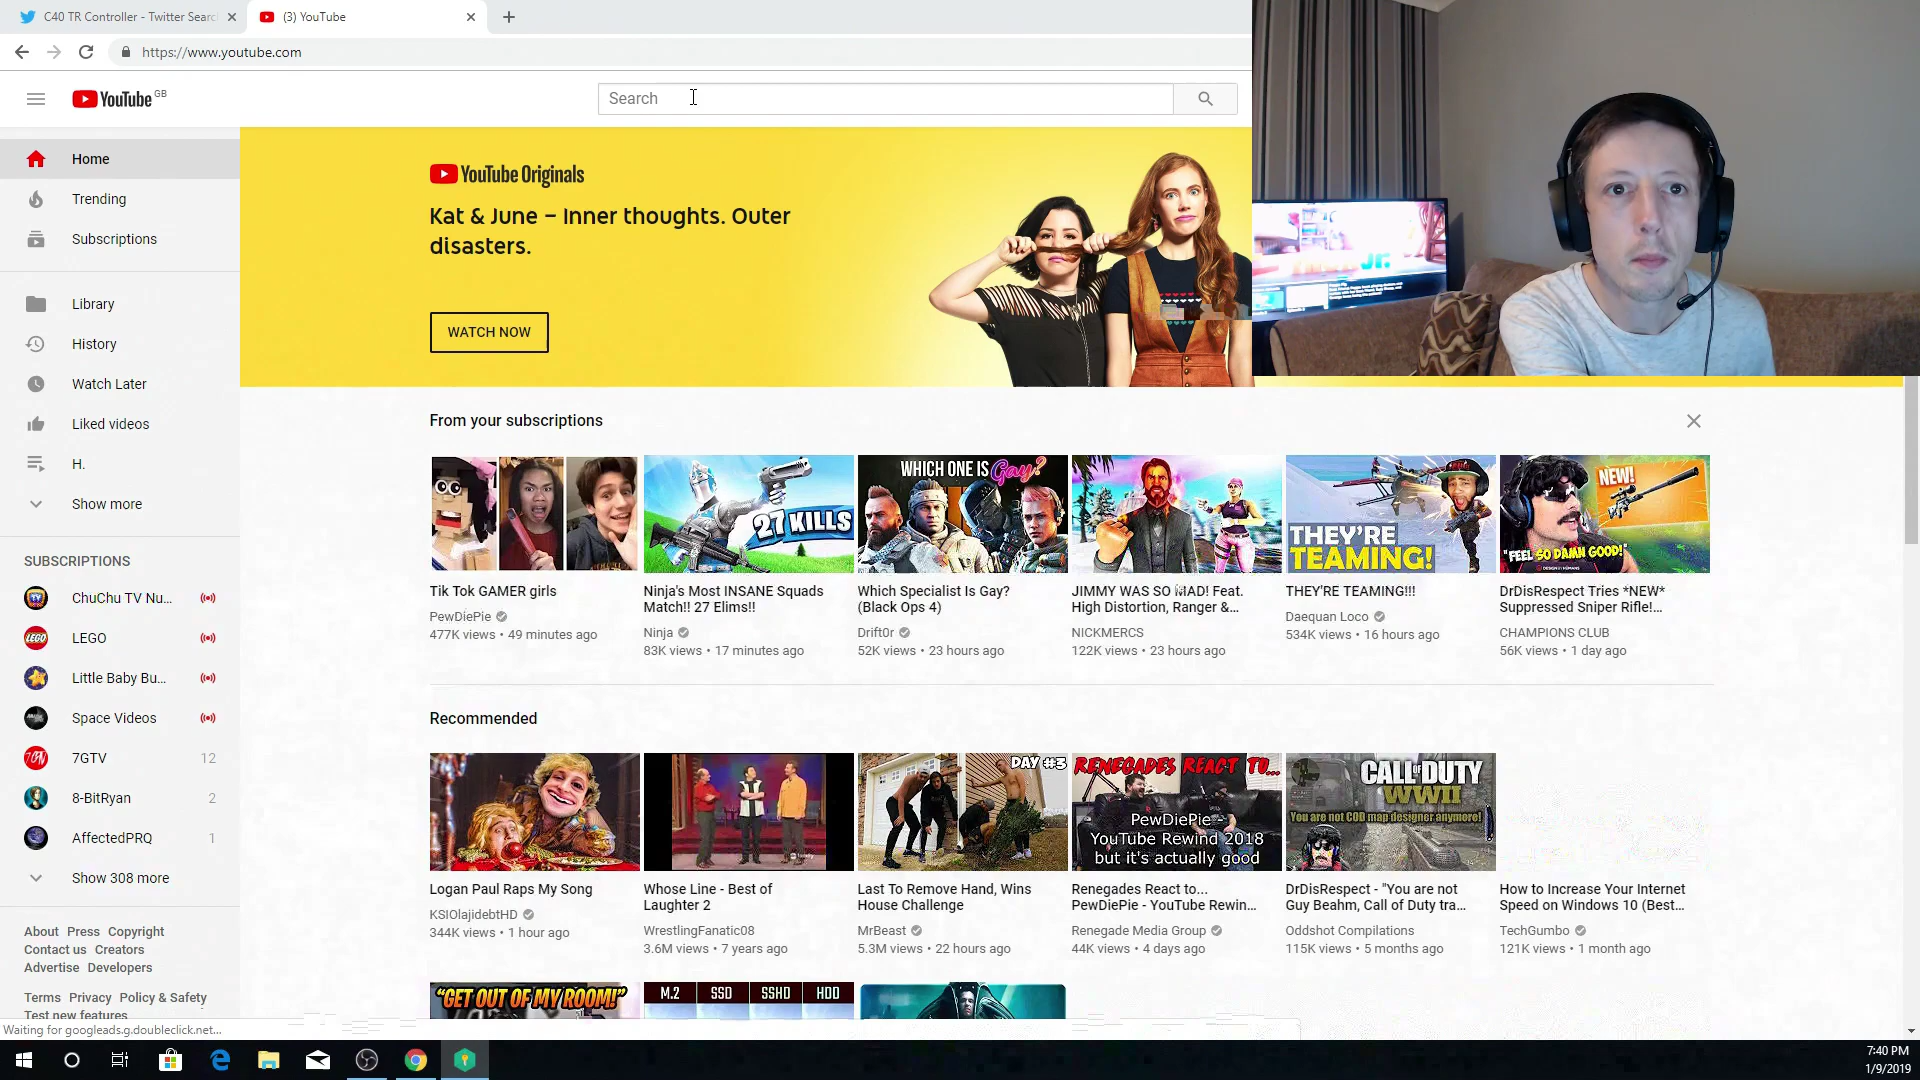 C40 TR Controller - Twitter Searc
(3) YouTube
https://www.youtube.com
YouTube GB
Search
Home
Trending
Subscriptions
Library
History
Watch Later
Liked videos
H.
Show more
SUBSCRIPTIONS
ChuChu TV Nu...
LEGO
Little Baby Bu...
Space Videos
7GTV 12
8-BitRyan 2
AffectedPRQ 1
Show 308 more
About Press Copyright
Contact us Creators
Advertise Developers
Terms Privacy Policy & Safety
Test new features
YouTube Originals
Kat & June – Inner thoughts. Outer
disasters.
WATCH NOW
Jr.
From your subscriptions
27 KILLS
WHICH ONE IS Gay?
THEY'RE
TEAMING!
NEW!
"FEEL SO DAMN GOOD!"
Tik Tok GAMER girls
PewDiePie
477K views • 49 minutes ago
Ninja's Most INSANE Squads
Match!! 27 Elims!!
Ninja
83K views • 17 minutes ago
Which Specialist Is Gay?
(Black Ops 4)
Drift0r
52K views • 23 hours ago
JIMMY WAS SO MAD! Feat.
High Distortion, Ranger &...
NICKMERCS
122K views • 23 hours ago
THEY'RE TEAMING!!!
Daequan Loco
534K views • 16 hours ago
DrDisRespect Tries *NEW*
Suppressed Sniper Rifle!...
CHAMPIONS CLUB
56K views • 1 day ago
Recommended
DAY #3
RENEGADES REACT TO...
PewDiePie -
YouTube Rewind 2018
but it's actually good
CALL OF DUTY
WWII
You are not COD map designer anymore!
Logan Paul Raps My Song
KSIOlajidebtHD
344K views • 1 hour ago
Whose Line - Best of
Laughter 2
WrestlingFanatic08
3.6M views • 7 years ago
Last To Remove Hand, Wins
House Challenge
MrBeast
5.3M views • 22 hours ago
Renegades React to...
PewDiePie - YouTube Rewin...
Renegade Media Group
44K views • 4 days ago
DrDisRespect - "You are not
Guy Beahm, Call of Duty tra...
Oddshot Compilations
115K views • 5 months ago
How to Increase Your Internet
Speed on Windows 10 (Best...
TechGumbo
121K views • 1 month ago
"GET OUT OF MY ROOM!"
M.2 SSD SSHD HDD
Waiting for googleads.g.doubleclick.net...
7:40 PM
1/9/2019